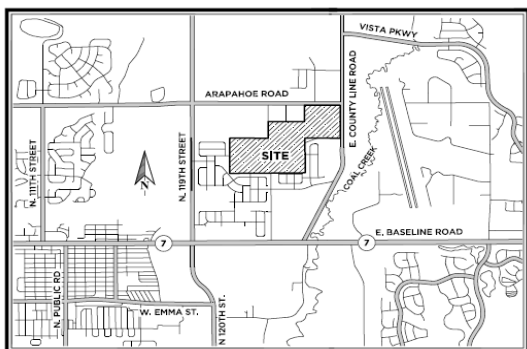 VISTA PKWY
ARAPAHOE ROAD
E. COUNTY LINE ROAD
N. 111TH STREET
N. 119TH STREET
SITE
COAL CREEK
N
E. BASELINE ROAD
7
7
N. PUBLIC RD
W. EMMA ST.
N 120TH ST.